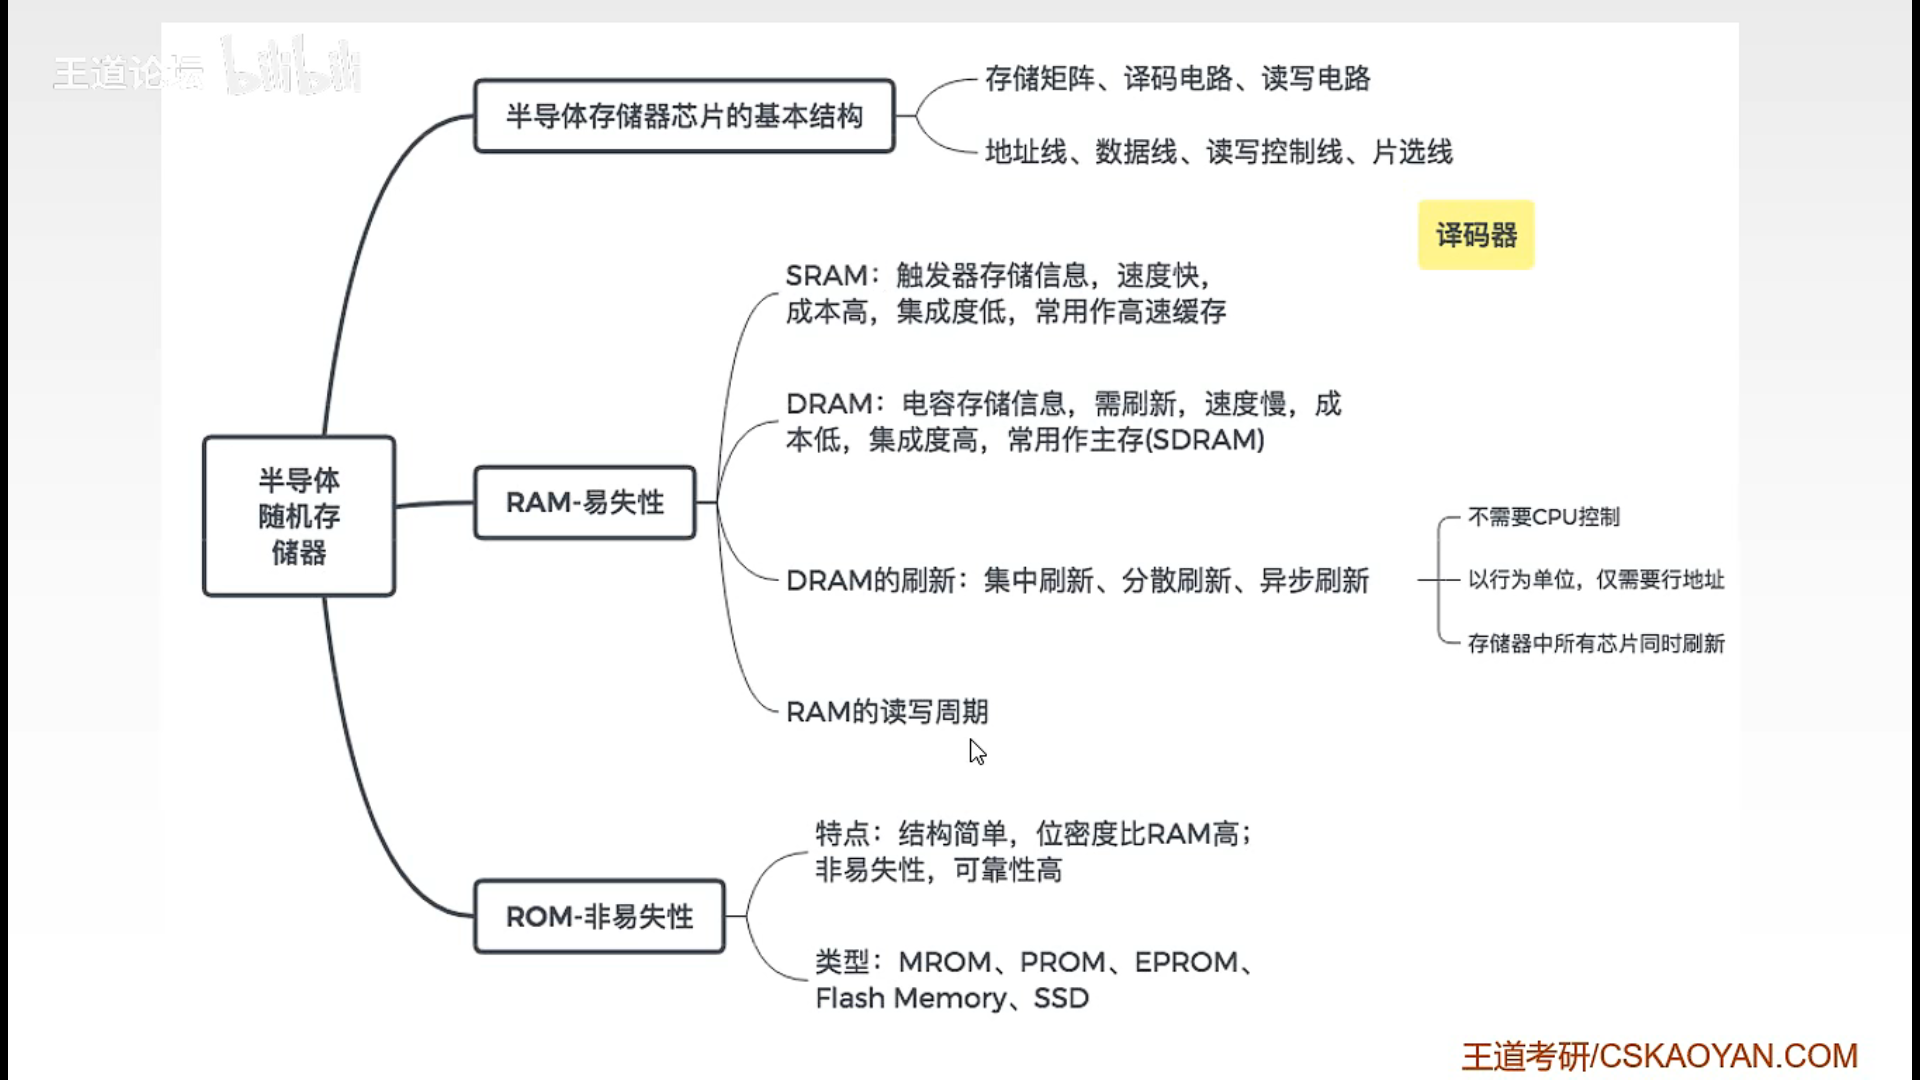 王道论坛 bilibili
半导体存储器芯片的基本结构
存储矩阵、译码电路、读写电路
地址线、数据线、读写控制线、片选线
译码器
半导体
随机存
储器
RAM-易失性
SRAM：触发器存储信息，速度快，
成本高，集成度低，常用作高速缓存
DRAM：电容存储信息，需刷新，速度慢，成
本低，集成度高，常用作主存(SDRAM)
DRAM的刷新：集中刷新、分散刷新、异步刷新
不需要CPU控制
以行为单位，仅需要行地址
存储器中所有芯片同时刷新
RAM的读写周期
ROM-非易失性
特点：结构简单，位密度比RAM高；
非易失性，可靠性高
类型：MROM、PROM、EPROM、
Flash Memory、SSD
王道考研/CSKAOYAN.COM